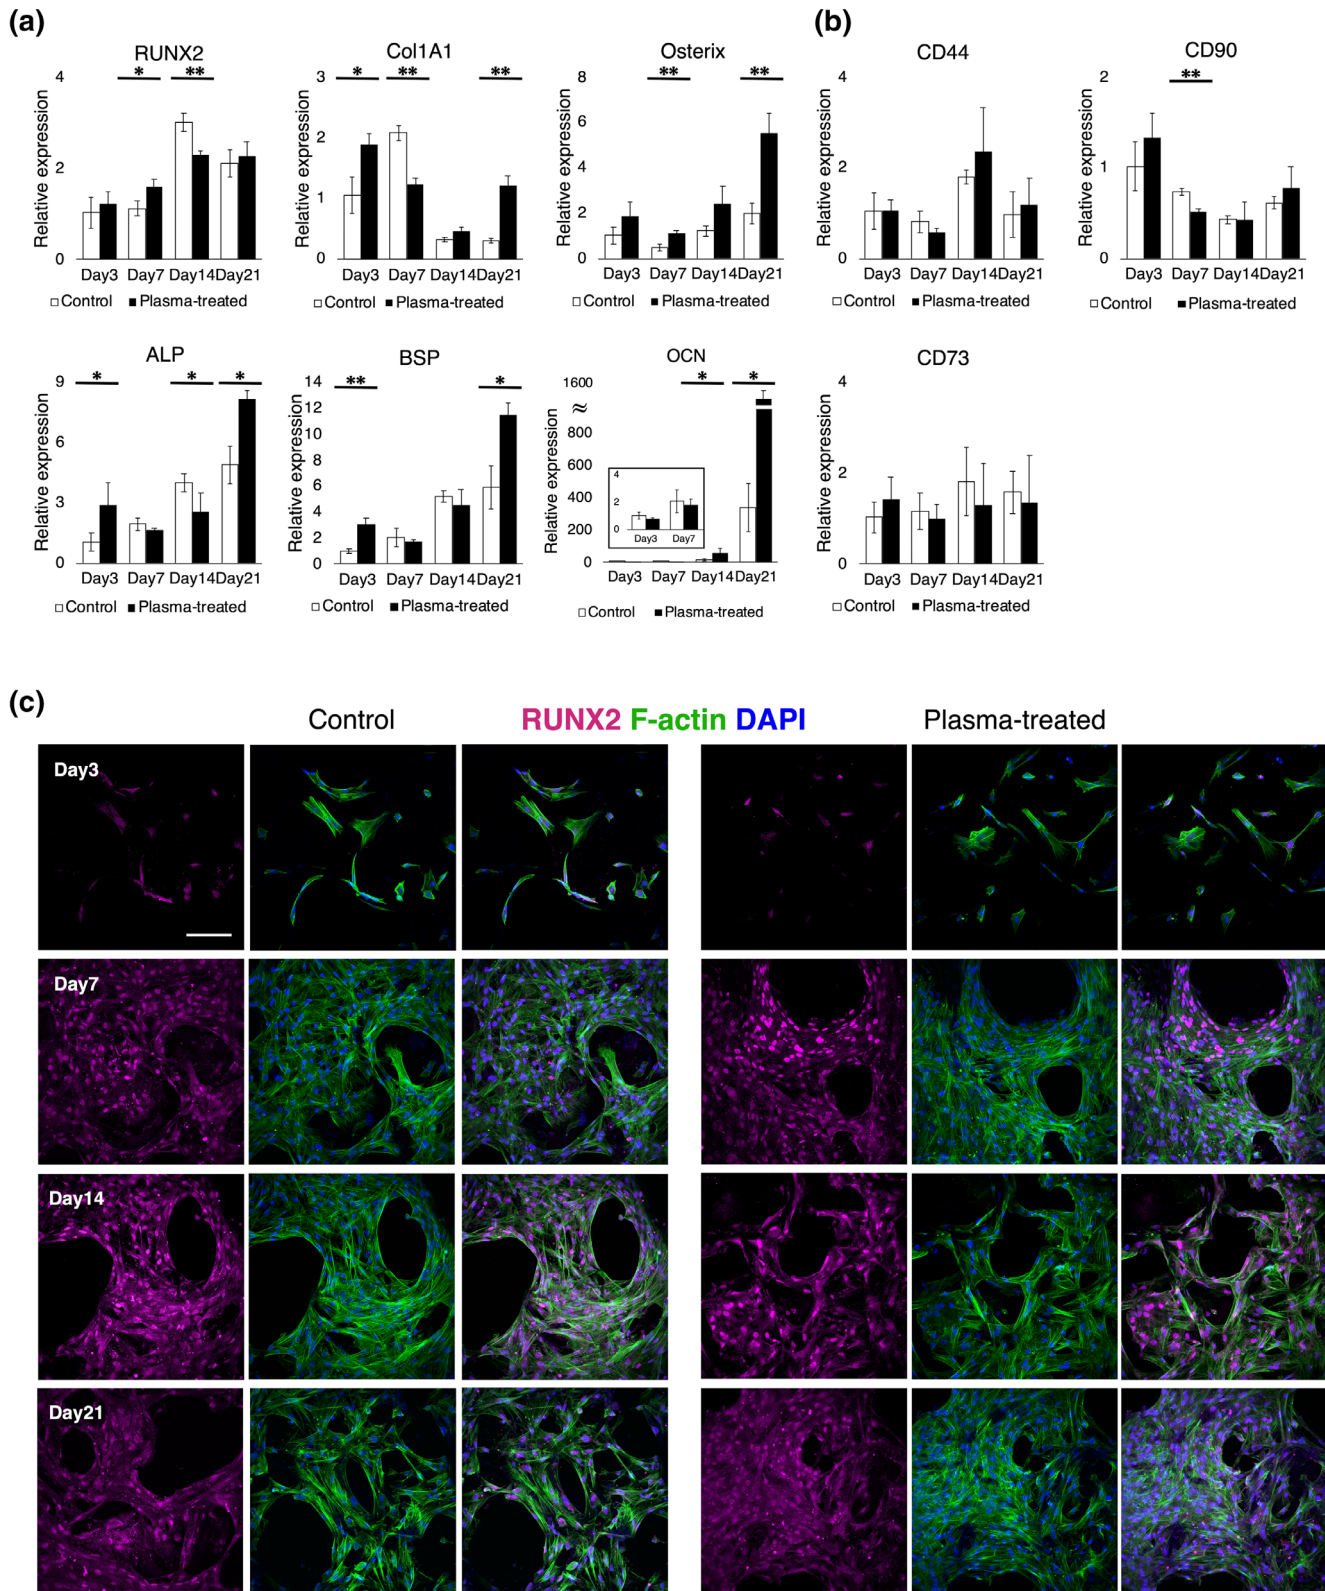 (a)
(b)
RUNX2
Col1A1
Osterix
CD44
CD90
* **
* ** **
** **
**
Relative expression
4
2
0
Day3 Day7 Day14 Day21
Control Plasma-treated
Relative expression
3
2
1
0
Day3 Day7 Day14 Day21
Control Plasma-treated
Relative expression
8
6
4
2
0
Day3 Day7 Day14 Day21
Control Plasma-treated
Relative expression
4
2
0
Day3 Day7 Day14 Day21
Control Plasma-treated
Relative expression
2
1
0
Day3 Day7 Day14 Day21
Control Plasma-treated
ALP
* * *
Relative expression
9
6
3
0
Day3 Day7 Day14 Day21
Control Plasma-treated
BSP
** *
Relative expression
14
12
10
8
6
4
2
0
Day3 Day7 Day14 Day21
Control Plasma-treated
OCN
* *
Relative expression
1600
≈
800
600
400
200
0
4
2
0
Day3 Day7
Day3 Day7 Day14 Day21
Control Plasma-treated
CD73
Relative expression
4
2
0
Day3 Day7 Day14 Day21
Control Plasma-treated
(c)
Control RUNX2 F-actin DAPI Plasma-treated
Day3
Day7
Day14
Day21